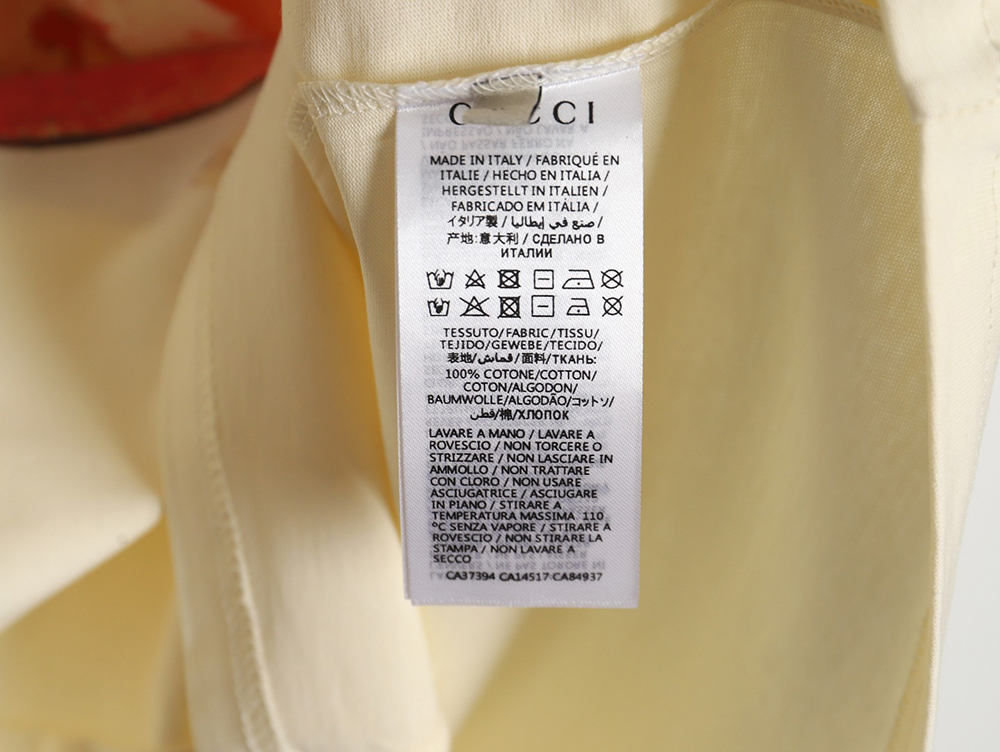 GUCCI
MADE IN ITALY / FABRIQUÉ EN
ITALIE / HECHO EN ITALIA /
HERGESTELLT IN ITALIEN /
FABRICADO EM ITÁLIA /
イタリア製 / صنع في إيطاليا /
产地:意大利 / СДЕЛАНО В
ИТАЛИИ
TESSUTO/FABRIC/TISSU/
TEJIDO/GEWEBE/TECIDO/
表地/قماش/面料/ТКАНЬ:
100% COTONE/COTTON/
COTON/ALGODON/
BAUMWOLLE/ALGODÃO/コットン/
قطن/棉/ХЛОПОК
LAVARE A MANO / LAVARE A
ROVESCIO / NON TORCERE O
STRIZZARE / NON LASCIARE IN
AMMOLLO / NON TRATTARE
CON CLORO / NON USARE
ASCIUGATRICE / ASCIUGARE
IN PIANO / STIRARE A
TEMPERATURA MASSIMA 110
°C SENZA VAPORE / STIRARE A
ROVESCIO / NON STIRARE LA
STAMPA / NON LAVARE A
SECCO
CA37394 CA14517 CA84937